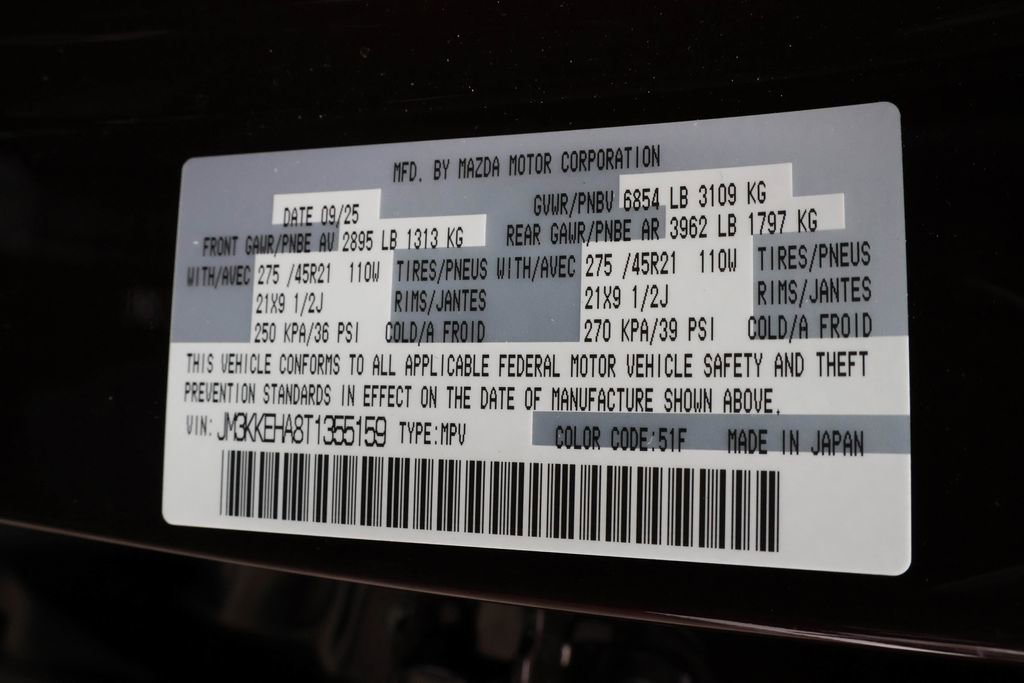 MFD. BY MAZDA MOTOR CORPORATION
DATE 09/25 GVWR/PNBV 6854 LB 3109 KG
FRONT GAWR/PNBE AV 2895 LB 1313 KG REAR GAWR/PNBE AR 3962 LB 1797 KG
WITH/AVEC 275 /45R21 110W TIRES/PNEUS WITH/AVEC 275 /45R21 110W TIRES/PNEUS
21X9 1/2J RIMS/JANTES 21X9 1/2J RIMS/JANTES
250 KPA/36 PSI COLD/A FROID 270 KPA/39 PSI COLD/A FROID
THIS VEHICLE CONFORMS TO ALL APPLICABLE FEDERAL MOTOR VEHICLE SAFETY AND THEFT
PREVENTION STANDARDS IN EFFECT ON THE DATE OF MANUFACTURE SHOWN ABOVE.
VIN: JM3KKEHA8T1355159 TYPE:MPV COLOR CODE:51F MADE IN JAPAN